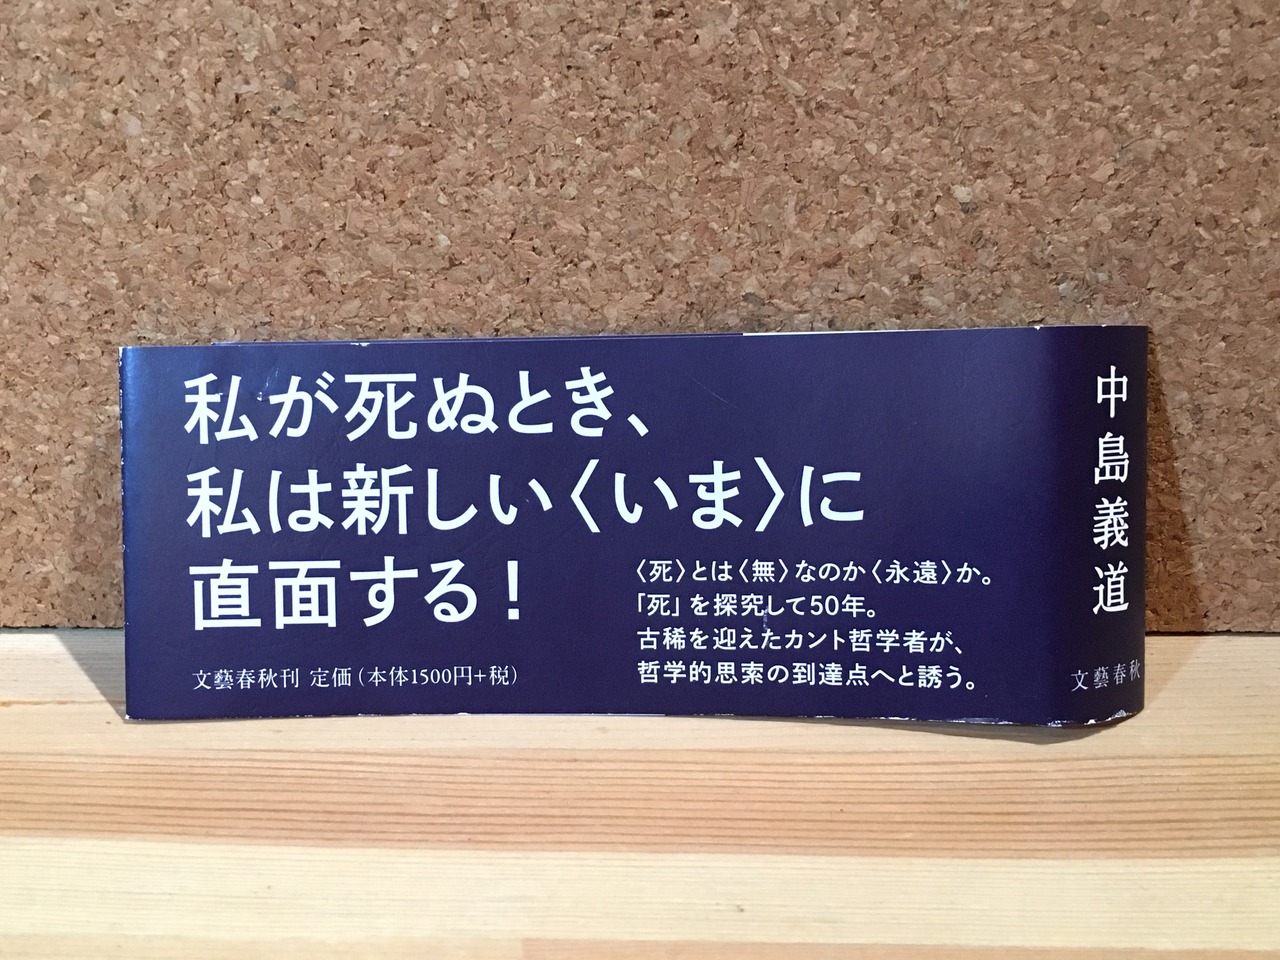 私が死ぬとき、
私は新しい〈いま〉に
直面する！
〈死〉とは〈無〉なのか〈永遠〉か。
「死」を探究して50年。
古稀を迎えたカント哲学者が、
哲学的思索の到達点へと誘う。
文藝春秋刊 定価（本体1500円+税）
中島義道
文藝春秋